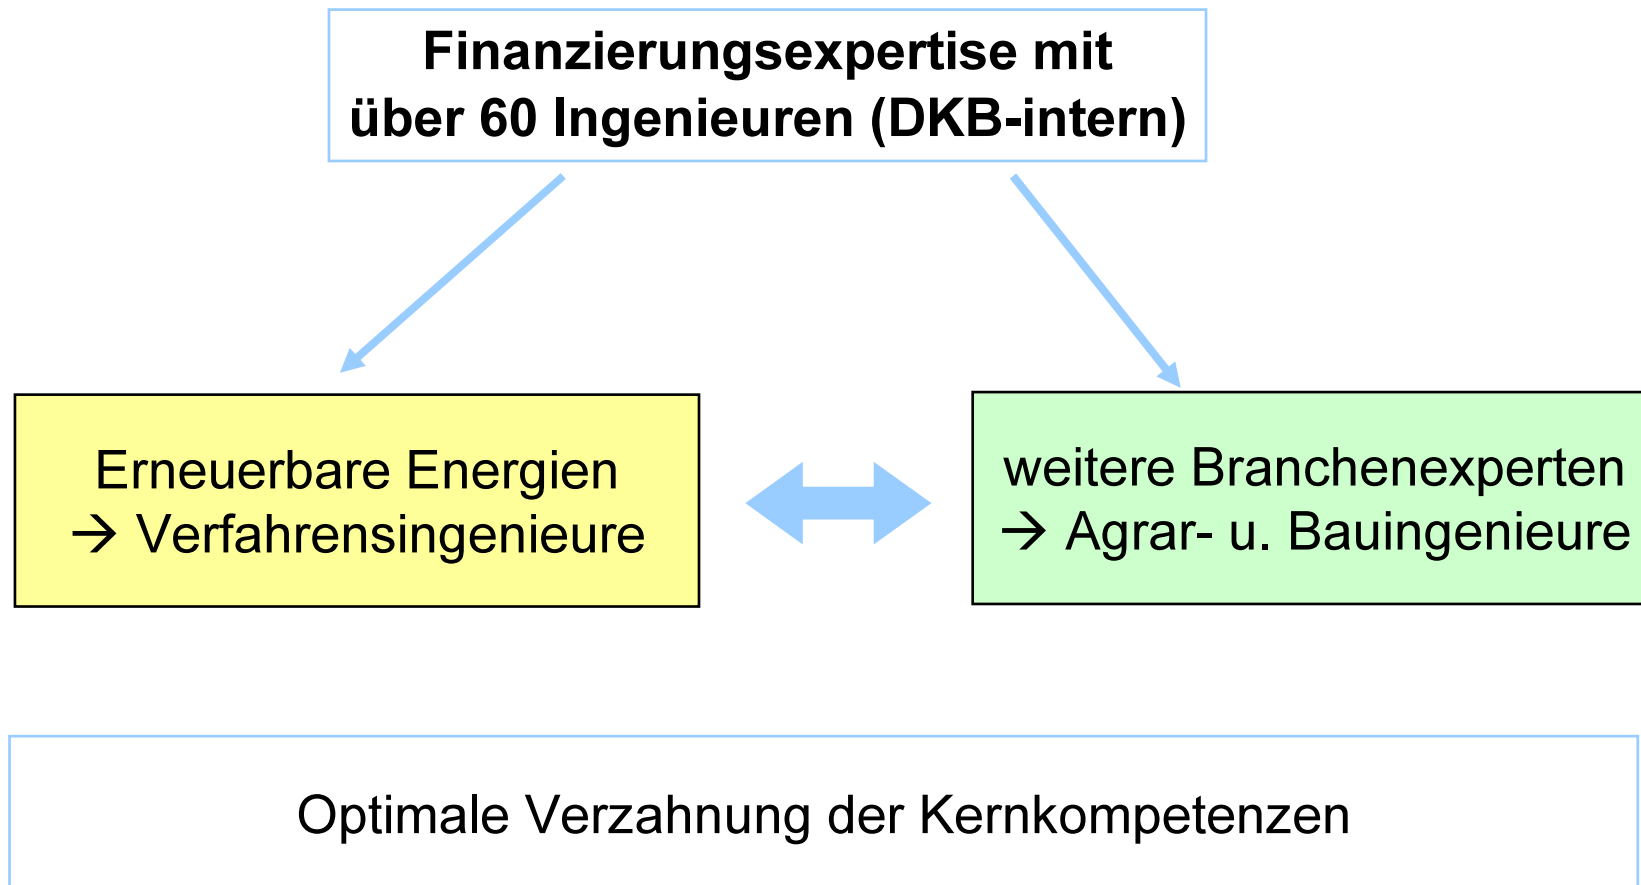 Finanzierungsexpertise mit
über 60 Ingenieuren (DKB-intern)
Erneuerbare Energien
→ Verfahrensingenieure
weitere Branchenexperten
→ Agrar- u. Bauingenieure
Optimale Verzahnung der Kernkompetenzen